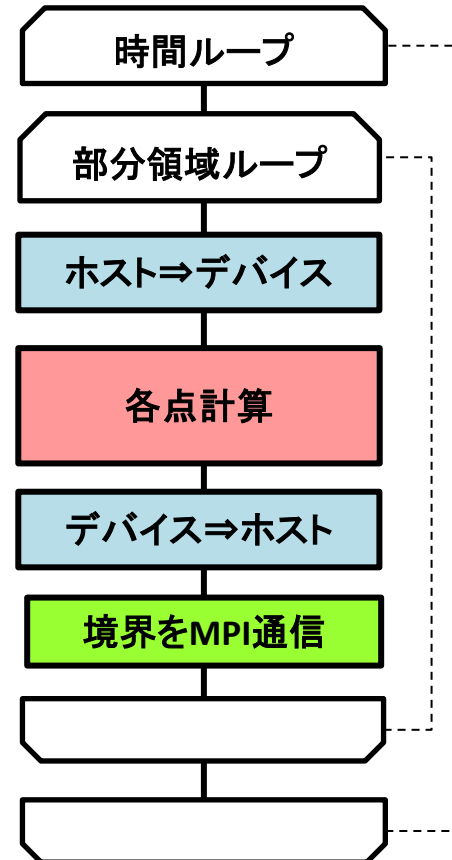 時間ループ
部分領域ループ
ホスト⇒デバイス
各点計算
デバイス⇒ホスト
境界をMPI通信